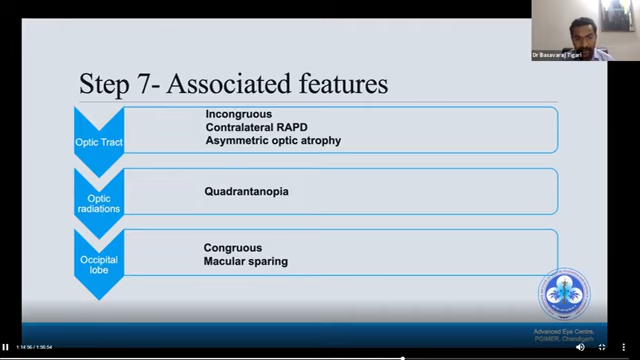 Dr Basavaraj Tigari
Step 7- Associated features
Optic Tract
Incongruous
Contralateral RAPD
Asymmetric optic atrophy
Optic
radiations
Quadrantanopia
Occipital
lobe
Congruous
Macular sparing
Advanced Eye Centre,
PGIMER, Chandigarh
1:14:56 / 1:56:54